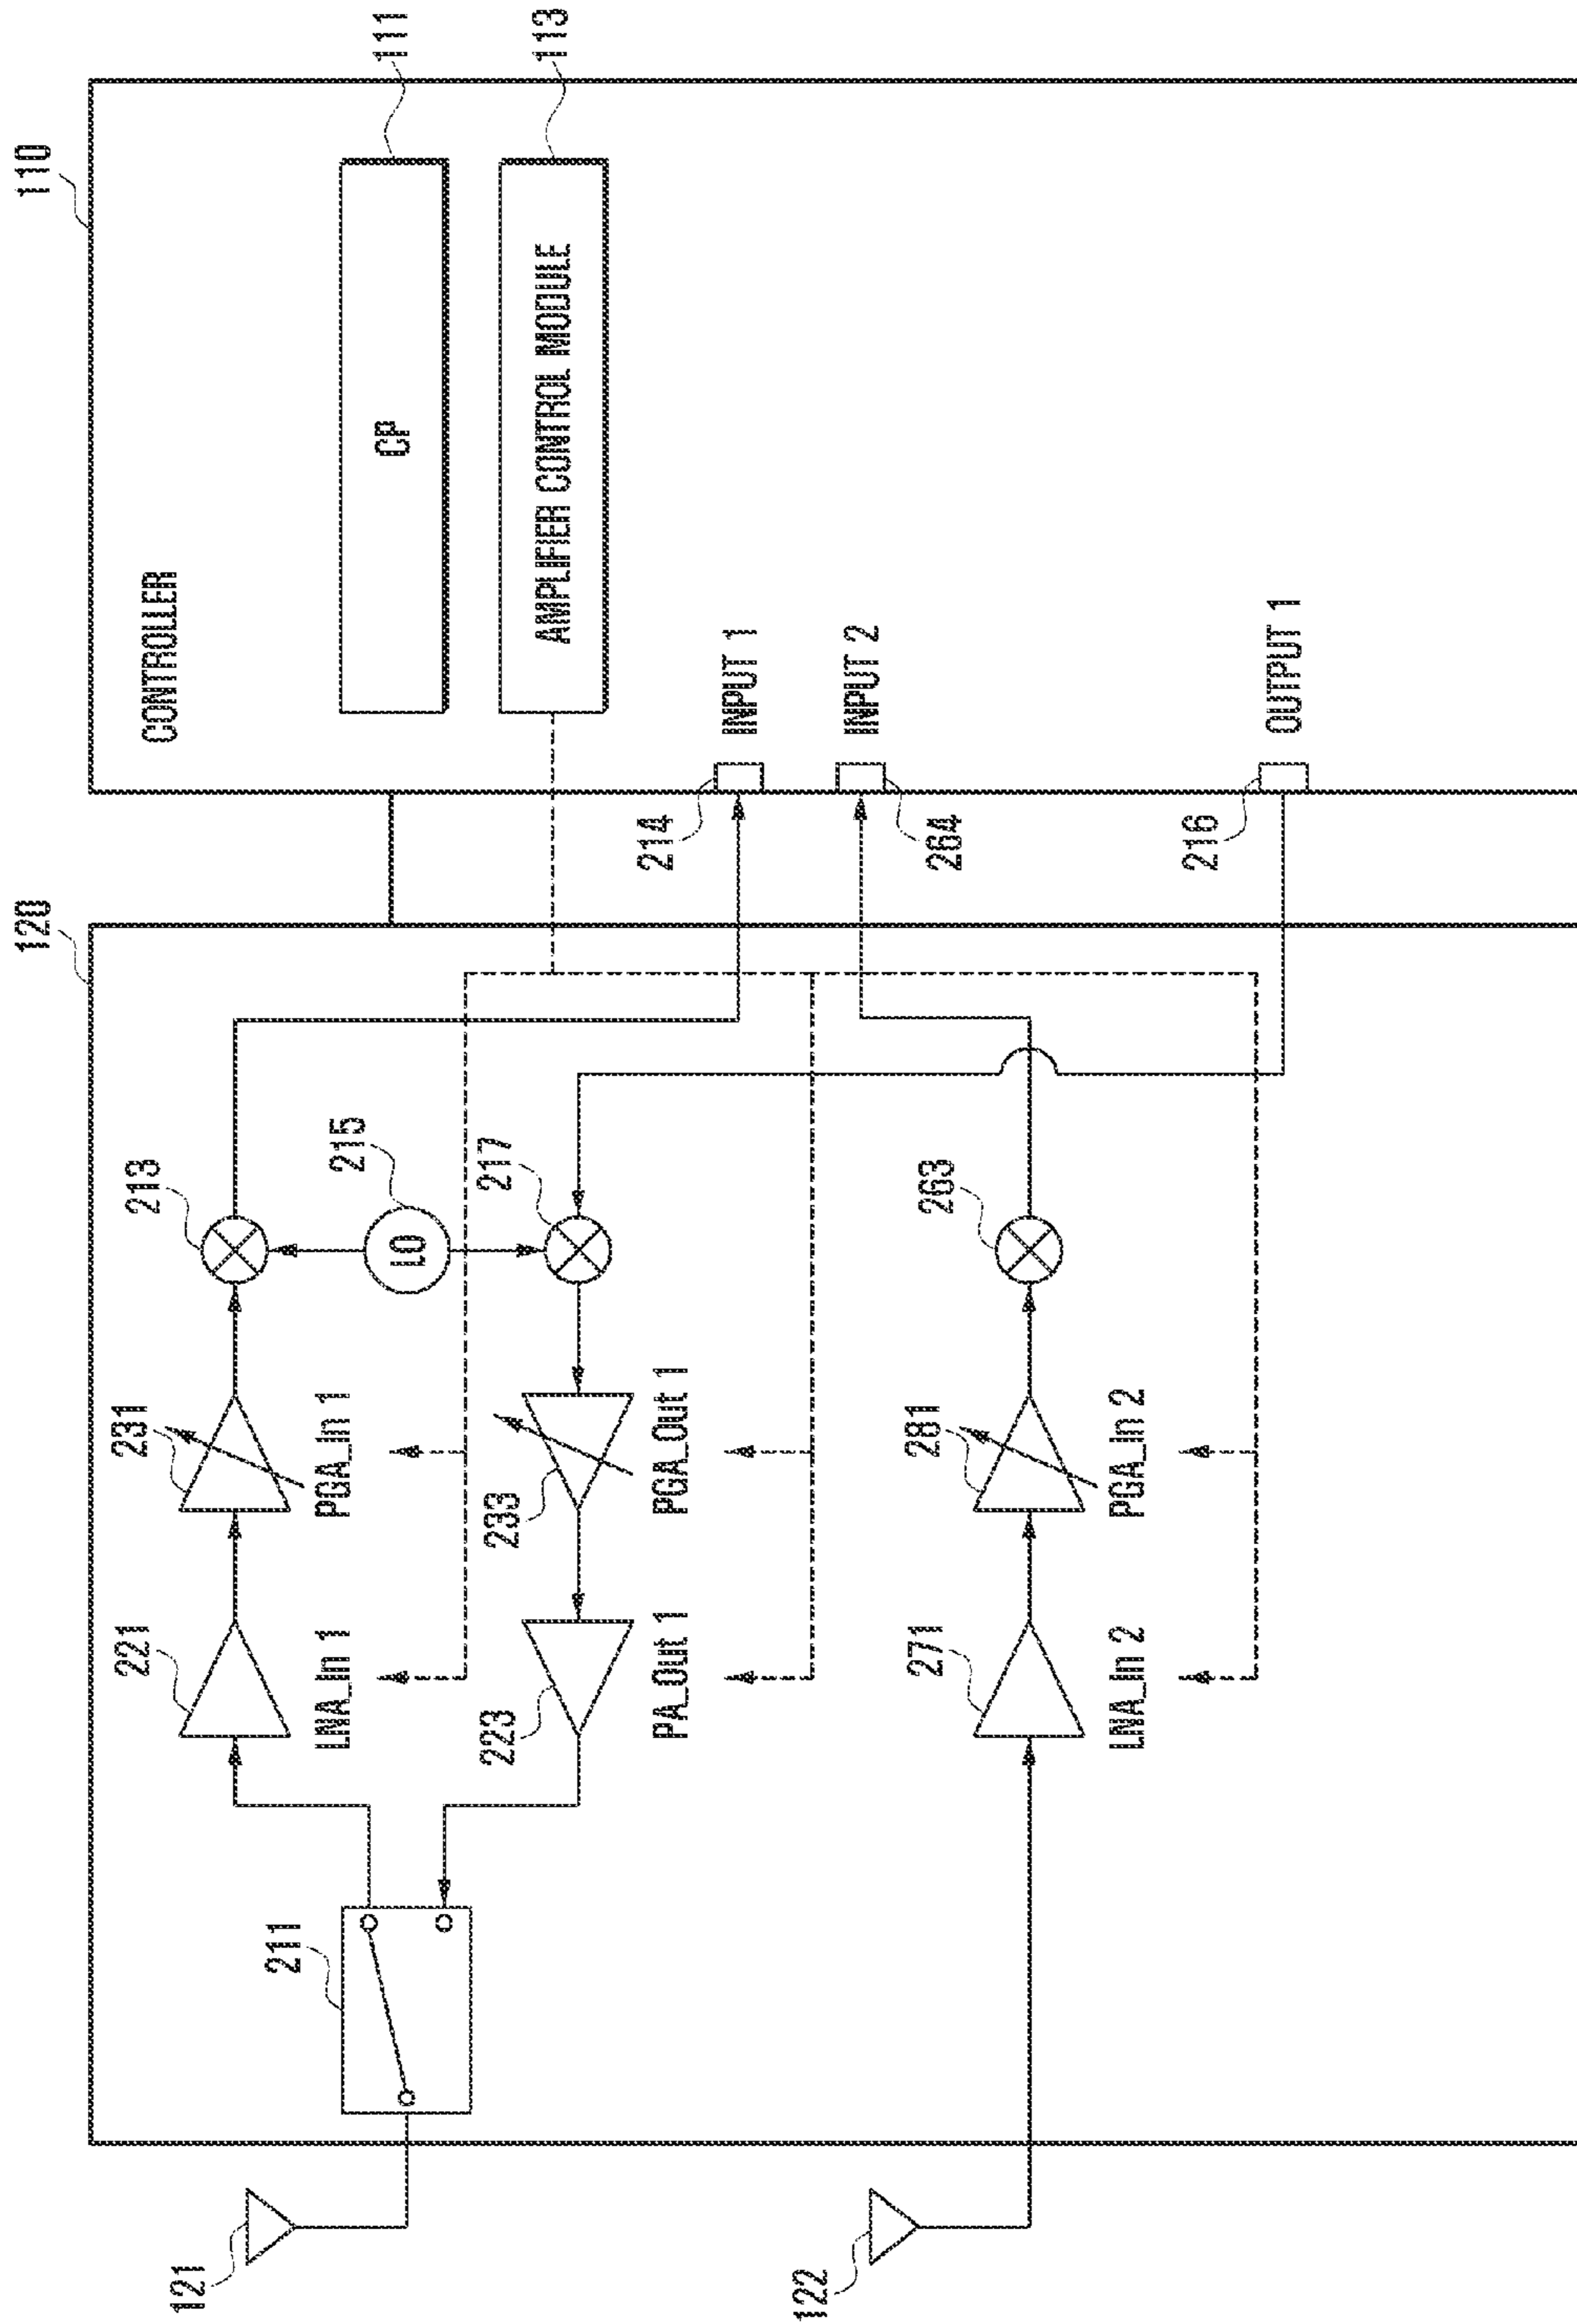 120
110
CONTROLLER
CP
111
AMPLIFIER CONTROL MODULE
113
121
211
221
LNA_In 1
231
PGA_In 1
213
LO
215
217
233
PGA_Out 1
223
PA_Out 1
214
INPUT 1
264
INPUT 2
122
271
LNA_In 2
281
PGA_In 2
263
216
OUTPUT 1